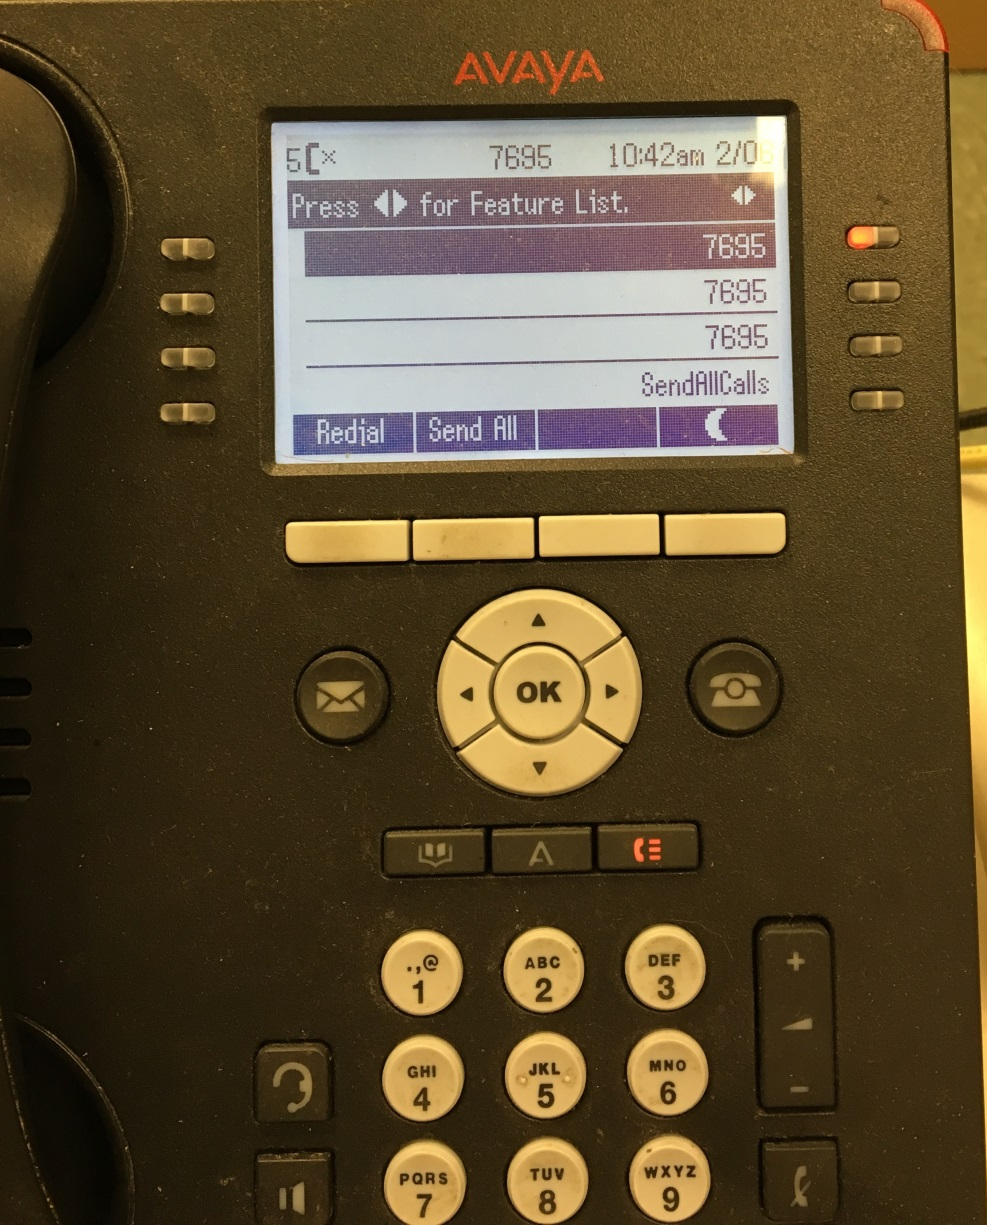 AVAYA
5 7695 10:42am 2/0
Press for Feature List.
7695
7695
7695
SendAllCalls
Redial Send All
OK
.,@ ABC DEF
1 2 3
GHI JKL MNO
4 5 6
PQRS TUV WXYZ
7 8 9
+
-